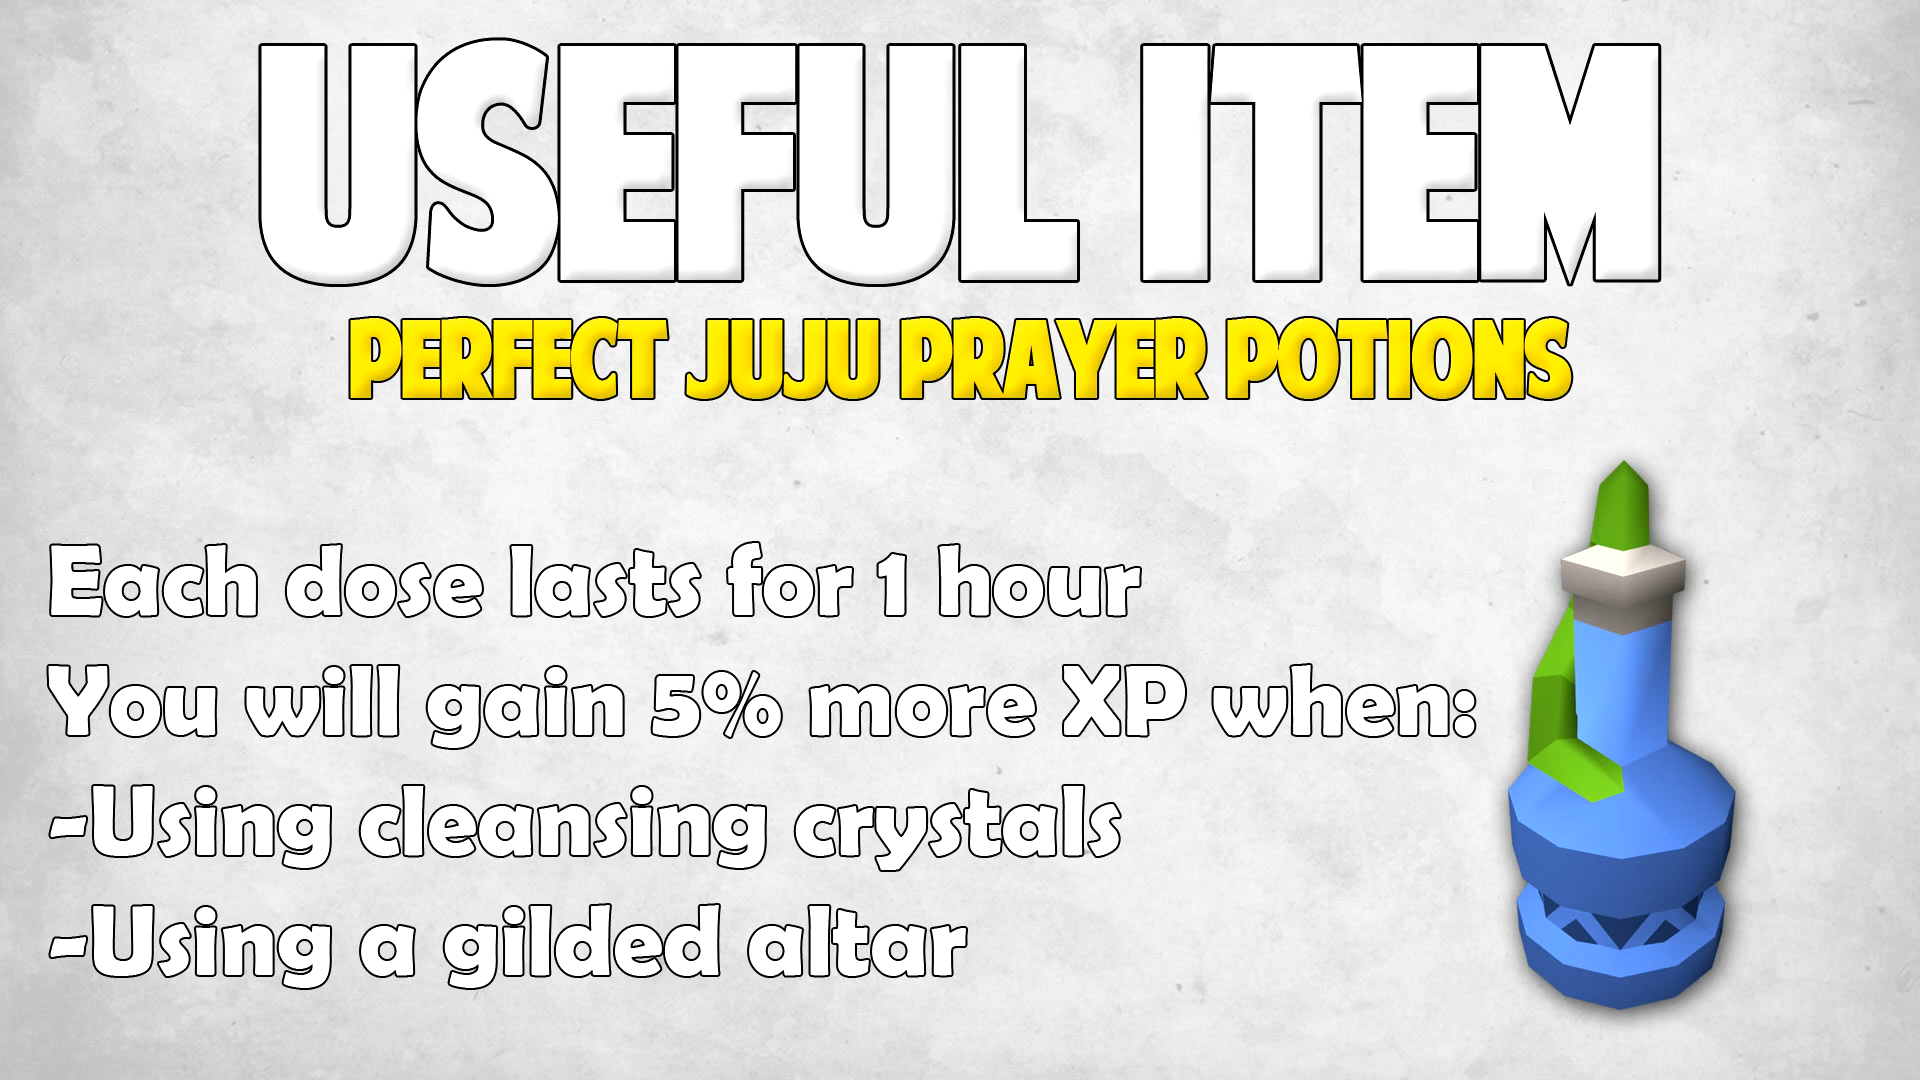 USEFUL ITEM
PERFECT JUJU PRAYER POTIONS
Each dose lasts for 1 hour
You will gain 5% more XP when:
-Using cleansing crystals
-Using a gilded altar